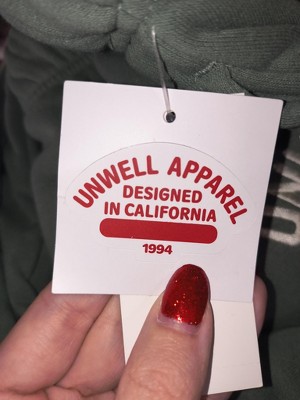 UNWELL APPAREL
DESIGNED
IN CALIFORNIA
1994